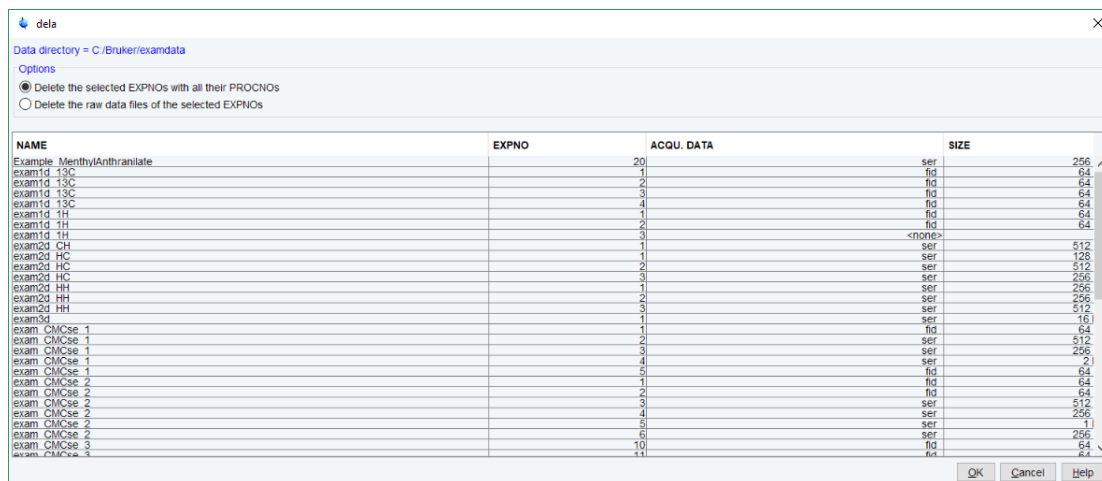 dela
Data directory = C:/Bruker/examdata
Options
Delete the selected EXPNOs with all their PROCNOs
Delete the raw data files of the selected EXPNOs
NAME EXPNO ACQU. DATA SIZE
Example_MenthylAnthranilate 20 ser 256
exam1d_13C 1 fid 64
exam1d_13C 2 fid 64
exam1d_13C 3 fid 64
exam1d_13C 4 fid 64
exam1d_1H 1 fid 64
exam1d_1H 2 fid 64
exam1d_1H 3 <none>
exam2d_CH 1 ser 512
exam2d_HC 1 ser 128
exam2d_HC 2 ser 512
exam2d_HC 3 ser 256
exam2d_HH 1 ser 256
exam2d_HH 2 ser 256
exam2d_HH 3 ser 512
exam3d 1 ser 16
exam_CMCse_1 1 fid 64
exam_CMCse_1 2 ser 512
exam_CMCse_1 3 ser 256
exam_CMCse_1 4 ser 2
exam_CMCse_1 5 fid 64
exam_CMCse_2 1 fid 64
exam_CMCse_2 2 fid 64
exam_CMCse_2 3 ser 512
exam_CMCse_2 4 ser 256
exam_CMCse_2 5 ser 1
exam_CMCse_2 6 ser 256
exam_CMCse_3 10 fid 64
exam_CMCse_3 11 fid 64
OK Cancel Help